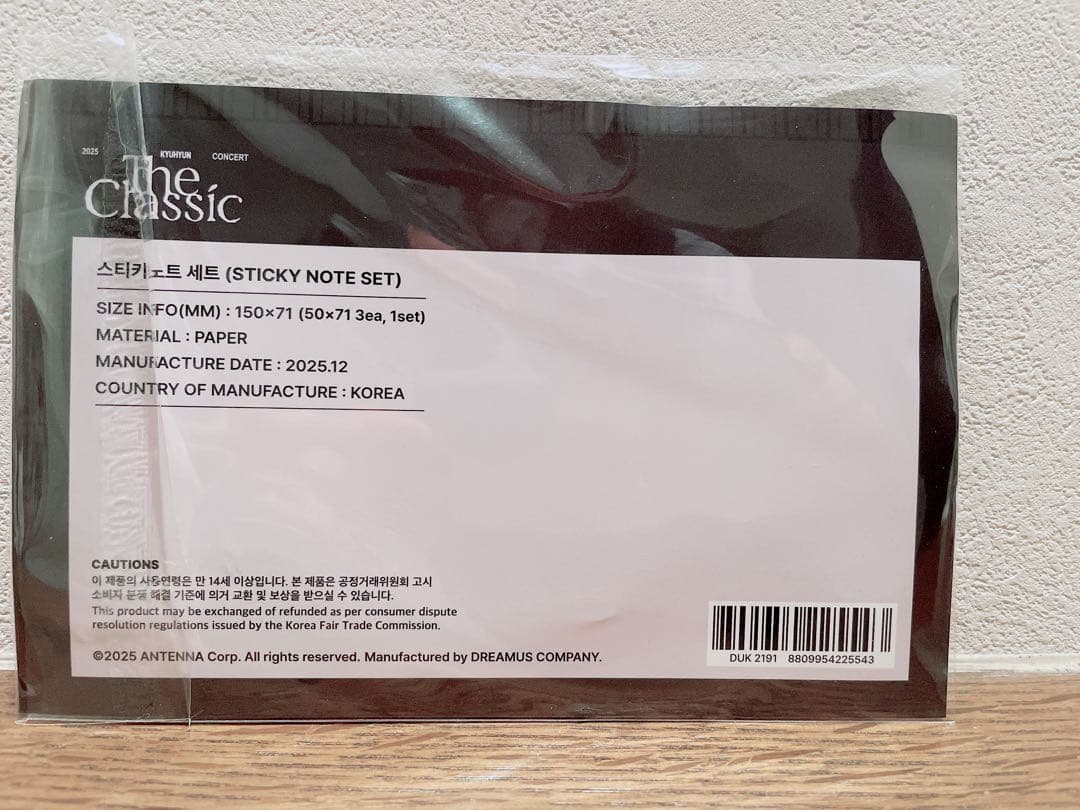 2025 KYUHYUN CONCERT
The
Classic
스티키노트 세트 (STICKY NOTE SET)
SIZE INFO(MM) : 150×71 (50×71 3ea, 1set)
MATERIAL : PAPER
MANUFACTURE DATE : 2025.12
COUNTRY OF MANUFACTURE : KOREA
CAUTIONS
이 제품의 사용연령은 만 14세 이상입니다. 본 제품은 공정거래위원회 고시
소비자 분쟁 해결 기준에 의거 교환 및 보상을 받으실 수 있습니다.
This product may be exchanged of refunded as per consumer dispute
resolution regulations issued by the Korea Fair Trade Commission.
©2025 ANTENNA Corp. All rights reserved. Manufactured by DREAMUS COMPANY.
DUK 2191 8809954225543